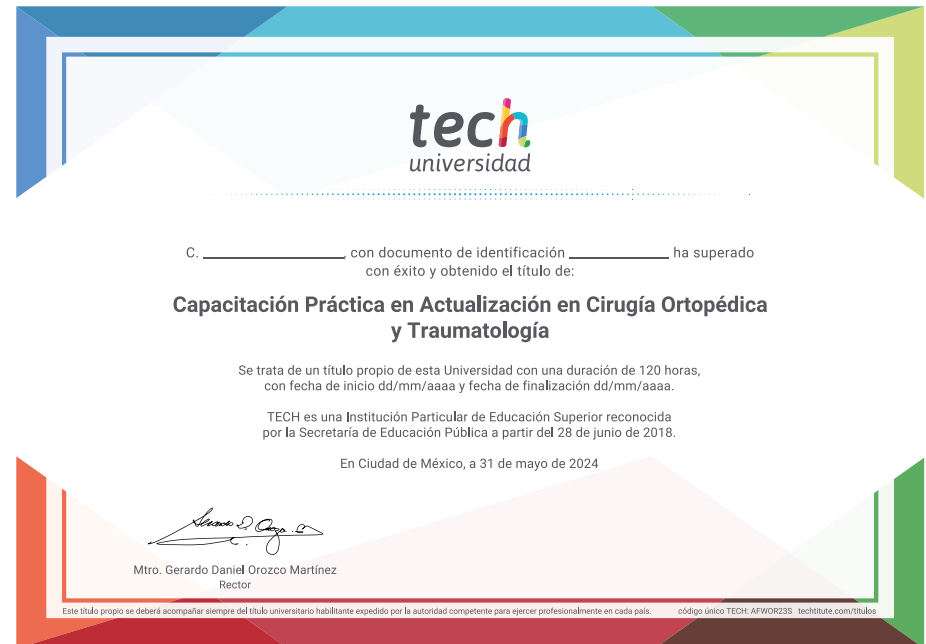 tech
universidad
C. ____________, con documento de identificación ____________ ha superado
con éxito y obtenido el título de:
Capacitación Práctica en Actualización en Cirugía Ortopédica
y Traumatología
Se trata de un título propio de esta Universidad con una duración de 120 horas,
con fecha de inicio dd/mm/aaaa y fecha de finalización dd/mm/aaaa.
TECH es una Institución Particular de Educación Superior reconocida
por la Secretaría de Educación Pública a partir del 28 de junio de 2018.
En Ciudad de México, a 31 de mayo de 2024
Mtro. Gerardo Daniel Orozco Martínez
Rector
Este título propio se deberá acompañar siempre del título universitario habilitante expedido por la autoridad competente para ejercer profesionalmente en cada país. código único TECH: AFWOR23S techtitute.com/titulos